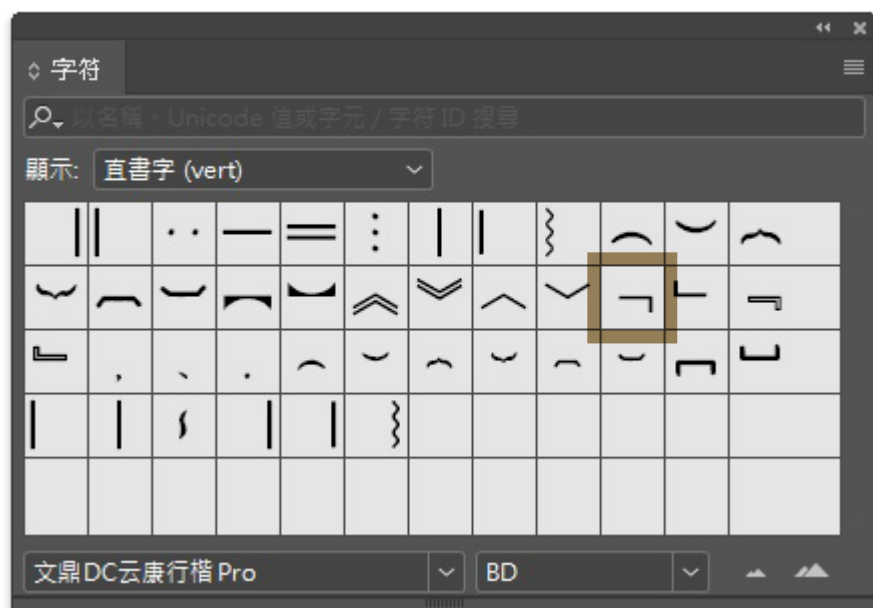 字符
以名稱、Unicode 值或字元 / 字符 ID 搜尋
顯示: 直書字 (vert)
文鼎DC云康行楷 Pro BD